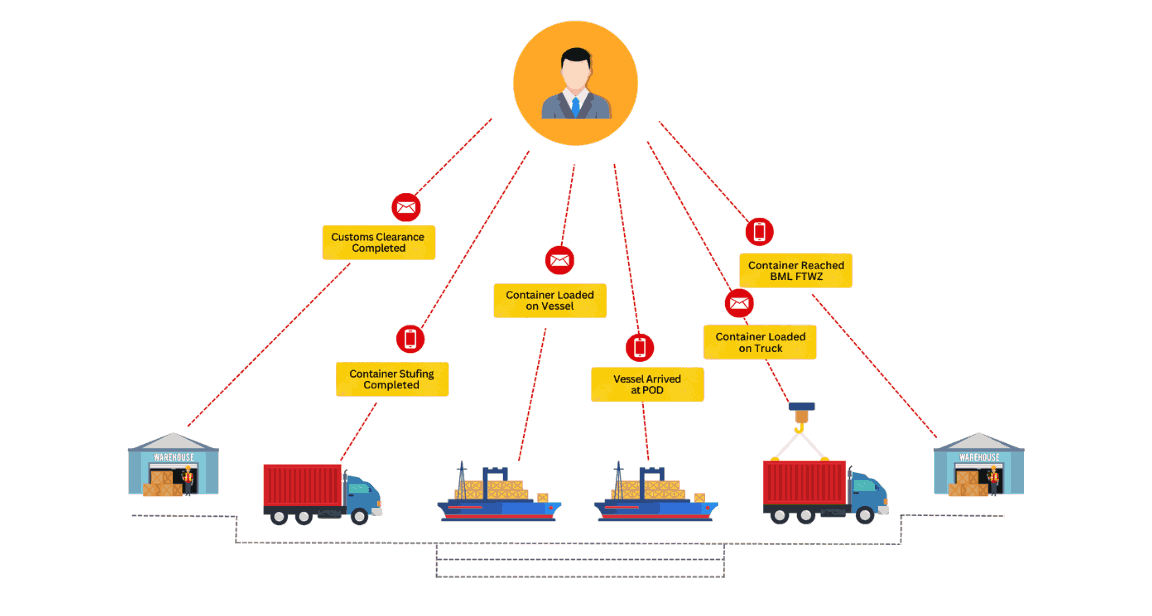 Customs Clearance
Completed
Container Reached
BML FTWZ
Container Loaded
on Vessel
Container Loaded
on Truck
Container Stufing
Completed
Vessel Arrived
at POD
WAREHOUSE
WAREHOUSE